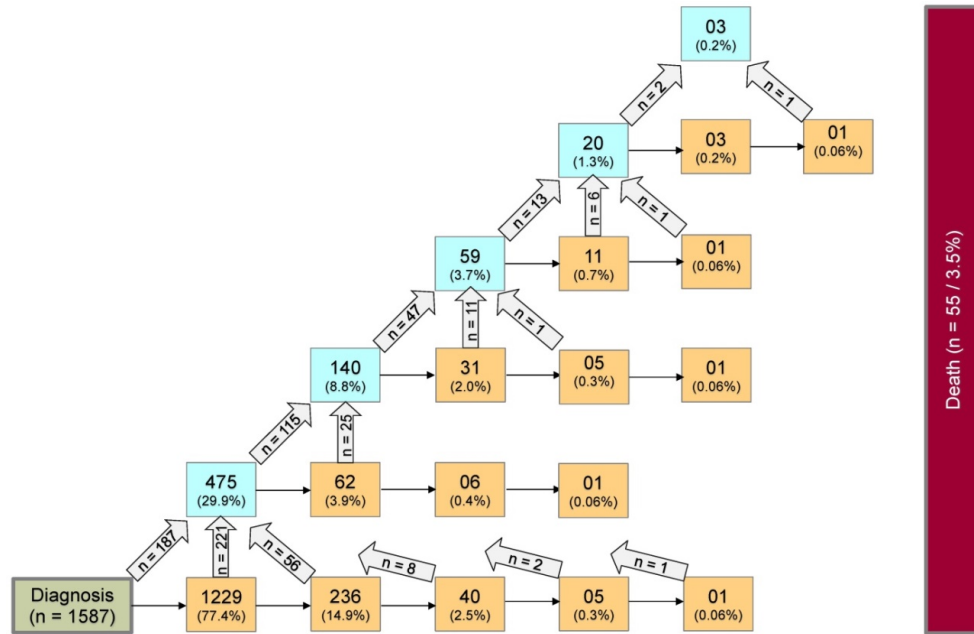 03
(0.2%)
n = 2
n = 1
20
(1.3%)
03
(0.2%)
01
(0.06%)
n = 13
n = 6
n = 1
59
(3.7%)
11
(0.7%)
01
(0.06%)
n = 47
n = 11
n = 1
140
(8.8%)
31
(2.0%)
05
(0.3%)
01
(0.06%)
n = 115
n = 25
475
(29.9%)
62
(3.9%)
06
(0.4%)
01
(0.06%)
n = 187
n = 221
n = 56
n = 8
n = 2
n = 1
Diagnosis
(n = 1587)
1229
(77.4%)
236
(14.9%)
40
(2.5%)
05
(0.3%)
01
(0.06%)
Death (n = 55 / 3.5%)